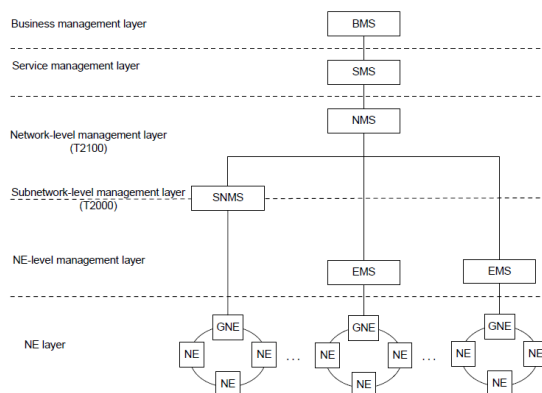 Business management layer
BMS
Service management layer
SMS
NMS
Network-level management layer
(T2100)
Subnetwork-level management layer
(T2000)
SNMS
NE-level management layer
EMS
EMS
GNE
GNE
GNE
NE layer
NE
NE
...
NE
NE
...
NE
NE
NE
NE
NE